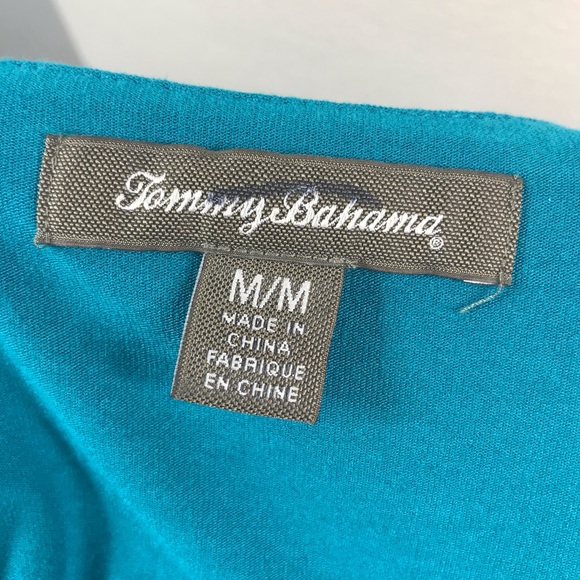 Tommy Bahama®
M/M
MADE IN
CHINA
FABRIQUE
EN CHINE